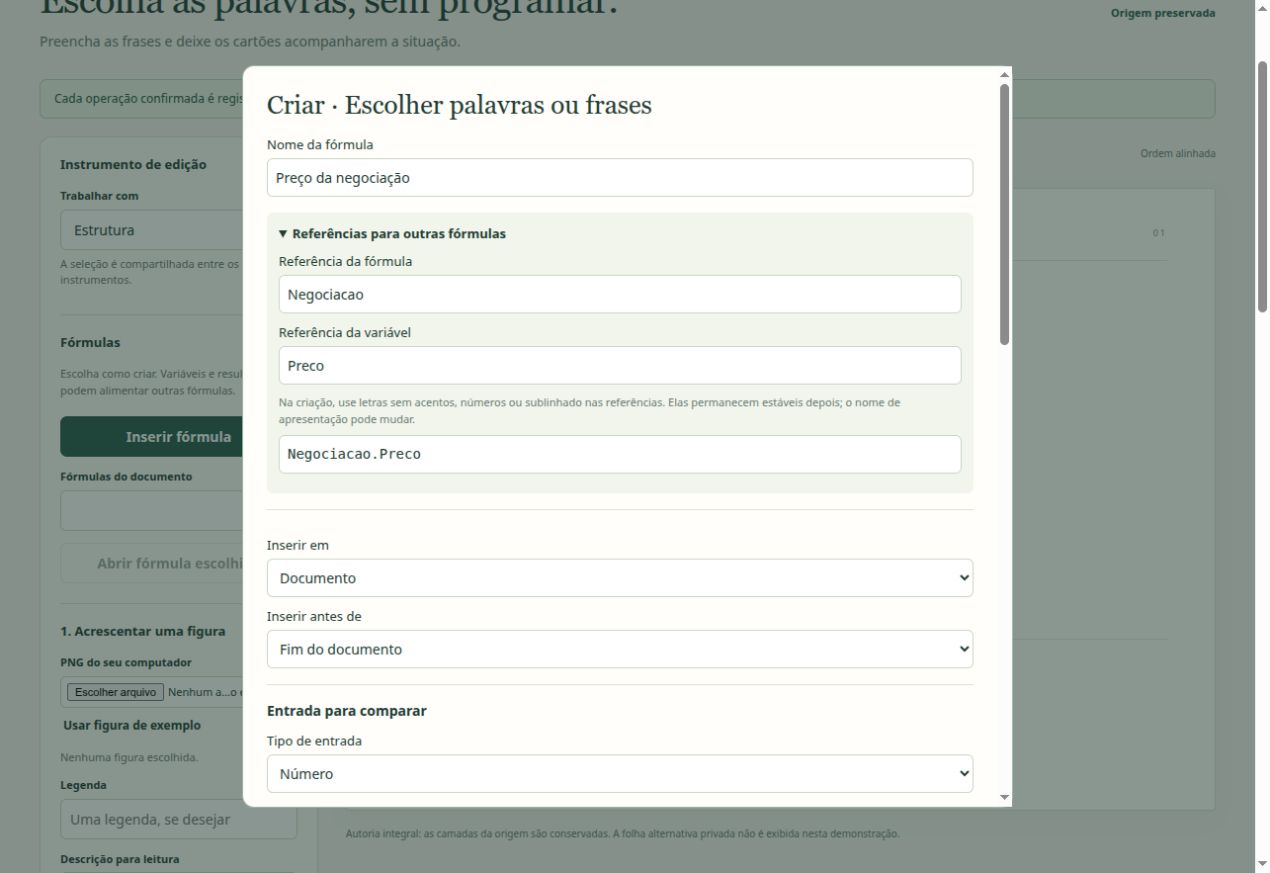 Escolha as palavras, sem programar.
Origem preservada
Preencha as frases e deixe os cartões acompanharem a situação.
Cada operação confirmada é
Ordem alinhada
Instrumento de edição
Trabalhar com
Estrutura
A seleção é compartilhada entre os
instrumentos.
01
Fórmulas
Escolha como criar. Variáveis e
podem alimentar outras fórmulas.
Inserir fórmula
Fórmulas do documento
Abrir fórmula
1. Acrescentar uma figura
PNG do seu computador
Escolher arquivo Nenhum a...o
Usar figura de exemplo
Nenhuma figura escolhida.
Legenda
Uma legenda, se desejar
Descrição para leitura
Criar · Escolher palavras ou frases
Nome da fórmula
Preço da negociação
▼ Referências para outras fórmulas
Referência da fórmula
Negociacao
Referência da variável
Preco
Na criação, use letras sem acentos, números ou sublinhado nas referências. Elas permanecem estáveis depois; o nome de
apresentação pode mudar.
Negociacao.Preco
Inserir em
Documento
Inserir antes de
Fim do documento
Entrada para comparar
Tipo de entrada
Número
Autoria integral: as camadas da origem são conservadas. A folha alternativa privada não é exibida nesta demonstração.